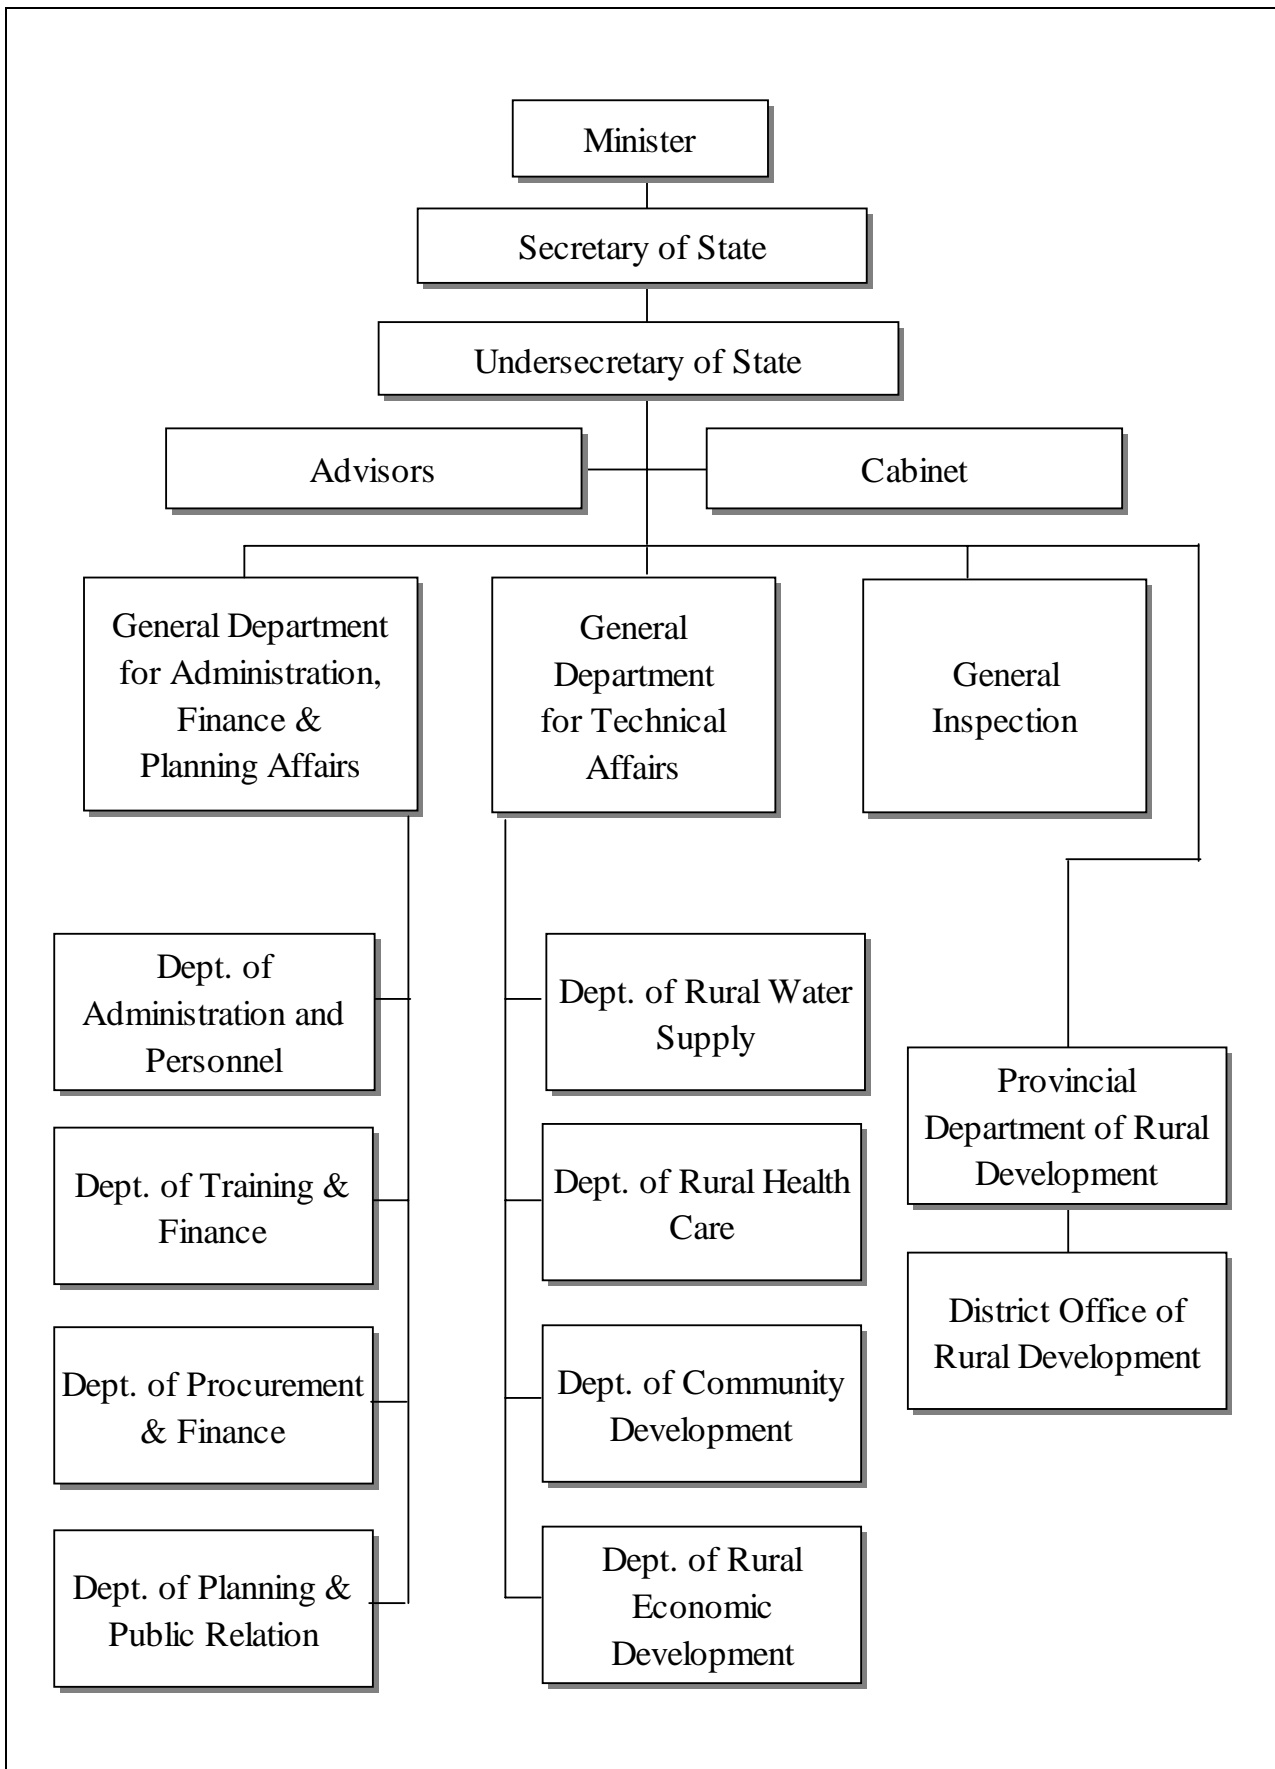 Minister
Secretary of State
Undersecretary of State
Advisors
Cabinet
General Department
for Administration,
Finance &
Planning Affairs
General
Department
for Technical
Affairs
General
Inspection
Dept. of
Administration and
Personnel
Dept. of Training &
Finance
Dept. of Procurement
& Finance
Dept. of Planning &
Public Relation
Dept. of Rural Water
Supply
Dept. of Rural Health
Care
Dept. of Community
Development
Dept. of Rural
Economic
Development
Provincial
Department of Rural
Development
District Office of
Rural Development